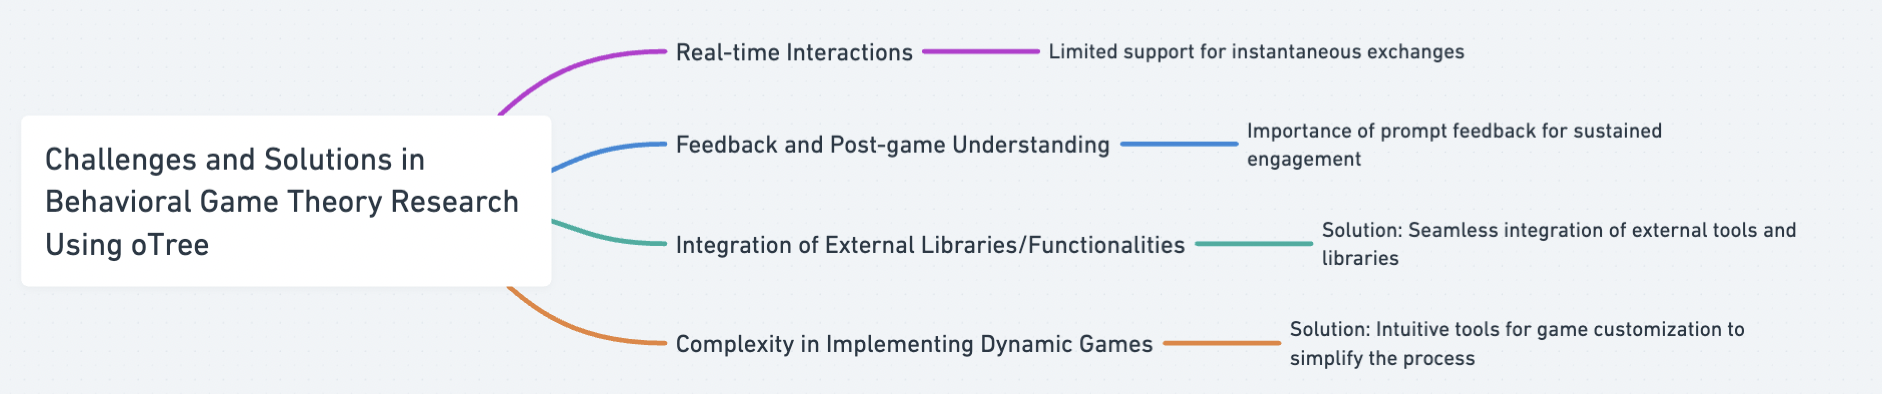 Challenges and Solutions in
Behavioral Game Theory Research
Using oTree
Real-time Interactions
Limited support for instantaneous exchanges
Feedback and Post-game Understanding
Importance of prompt feedback for sustained
engagement
Integration of External Libraries/Functionalities
Solution: Seamless integration of external tools and
libraries
Complexity in Implementing Dynamic Games
Solution: Intuitive tools for game customization to
simplify the process